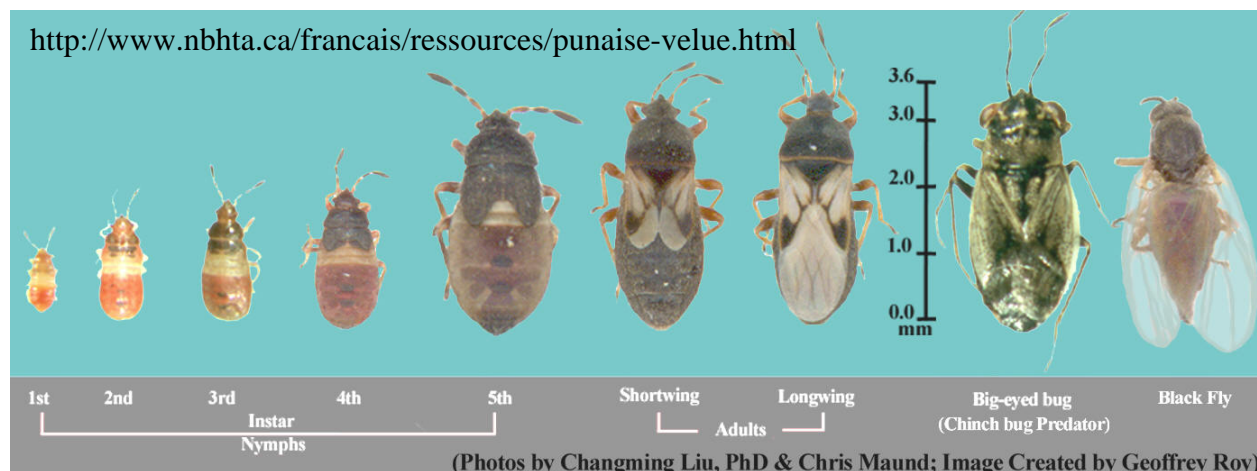 http://www.nbhta.ca/francais/ressources/punaise-velue.html
3.6
3.0
2.0
1.0
0.0
mm
1st 2nd 3rd 4th 5th
Instar
Nymphs
Shortwing Longwing
Adults
Big-eyed bug
(Chinch bug Predator)
Black Fly
(Photos by Changming Liu, PhD & Chris Maund; Image Created by Geoffrey Roy)